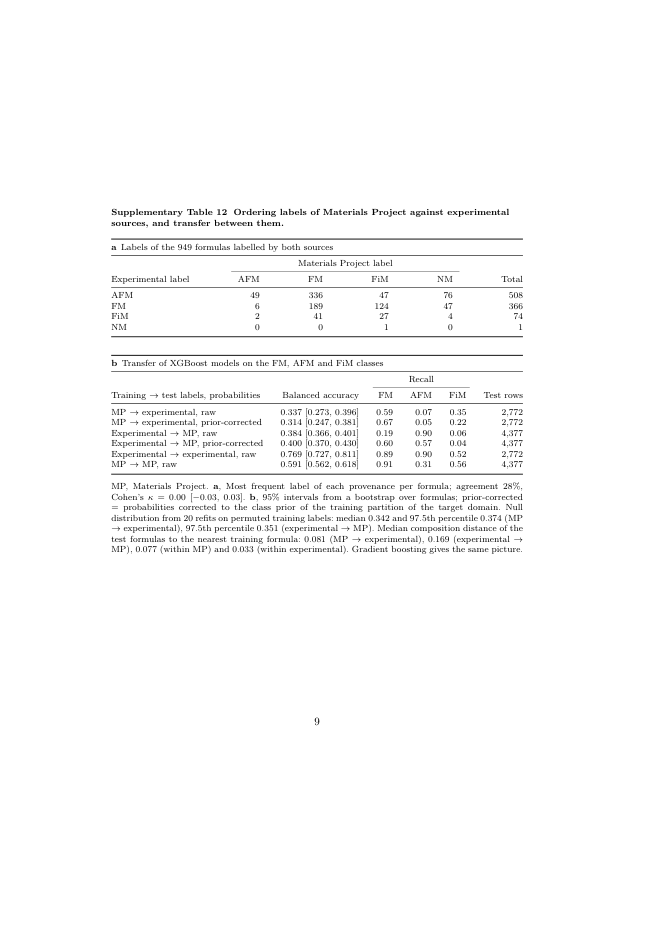 Supplementary Table 12 Ordering labels of Materials Project against experimental
sources, and transfer between them.
a Labels of the 949 formulas labelled by both sources
Materials Project label
Experimental label AFM FM FiM NM Total
AFM 49 336 47 76 508
FM 6 189 124 47 366
FiM 2 41 27 4 74
NM 0 0 1 0 1
b Transfer of XGBoost models on the FM, AFM and FiM classes
Recall
Training → test labels, probabilities Balanced accuracy FM AFM FiM Test rows
MP → experimental, raw 0.337 [0.273, 0.396] 0.59 0.07 0.35 2,772
MP → experimental, prior-corrected 0.314 [0.247, 0.381] 0.67 0.05 0.22 2,772
Experimental → MP, raw 0.384 [0.366, 0.401] 0.19 0.90 0.06 4,377
Experimental → MP, prior-corrected 0.400 [0.370, 0.430] 0.60 0.57 0.04 4,377
Experimental → experimental, raw 0.769 [0.727, 0.811] 0.89 0.90 0.52 2,772
MP → MP, raw 0.591 [0.562, 0.618] 0.91 0.31 0.56 4,377
MP, Materials Project. a, Most frequent label of each provenance per formula; agreement 28%,
Cohen's κ = 0.00 [−0.03, 0.03]. b, 95% intervals from a bootstrap over formulas; prior-corrected
= probabilities corrected to the class prior of the training partition of the target domain. Null
distribution from 20 refits on permuted training labels: median 0.342 and 97.5th percentile 0.374 (MP
→ experimental), 97.5th percentile 0.351 (experimental → MP). Median composition distance of the
test formulas to the nearest training formula: 0.081 (MP → experimental), 0.169 (experimental →
MP), 0.077 (within MP) and 0.033 (within experimental). Gradient boosting gives the same picture.
9